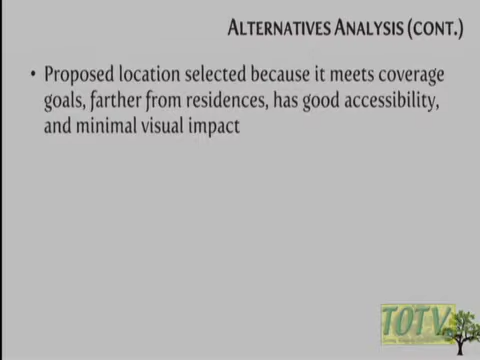 ALTERNATIVES ANALYSIS (CONT.)
• Proposed location selected because it meets coverage
goals, farther from residences, has good accessibility,
and minimal visual impact
TOTV